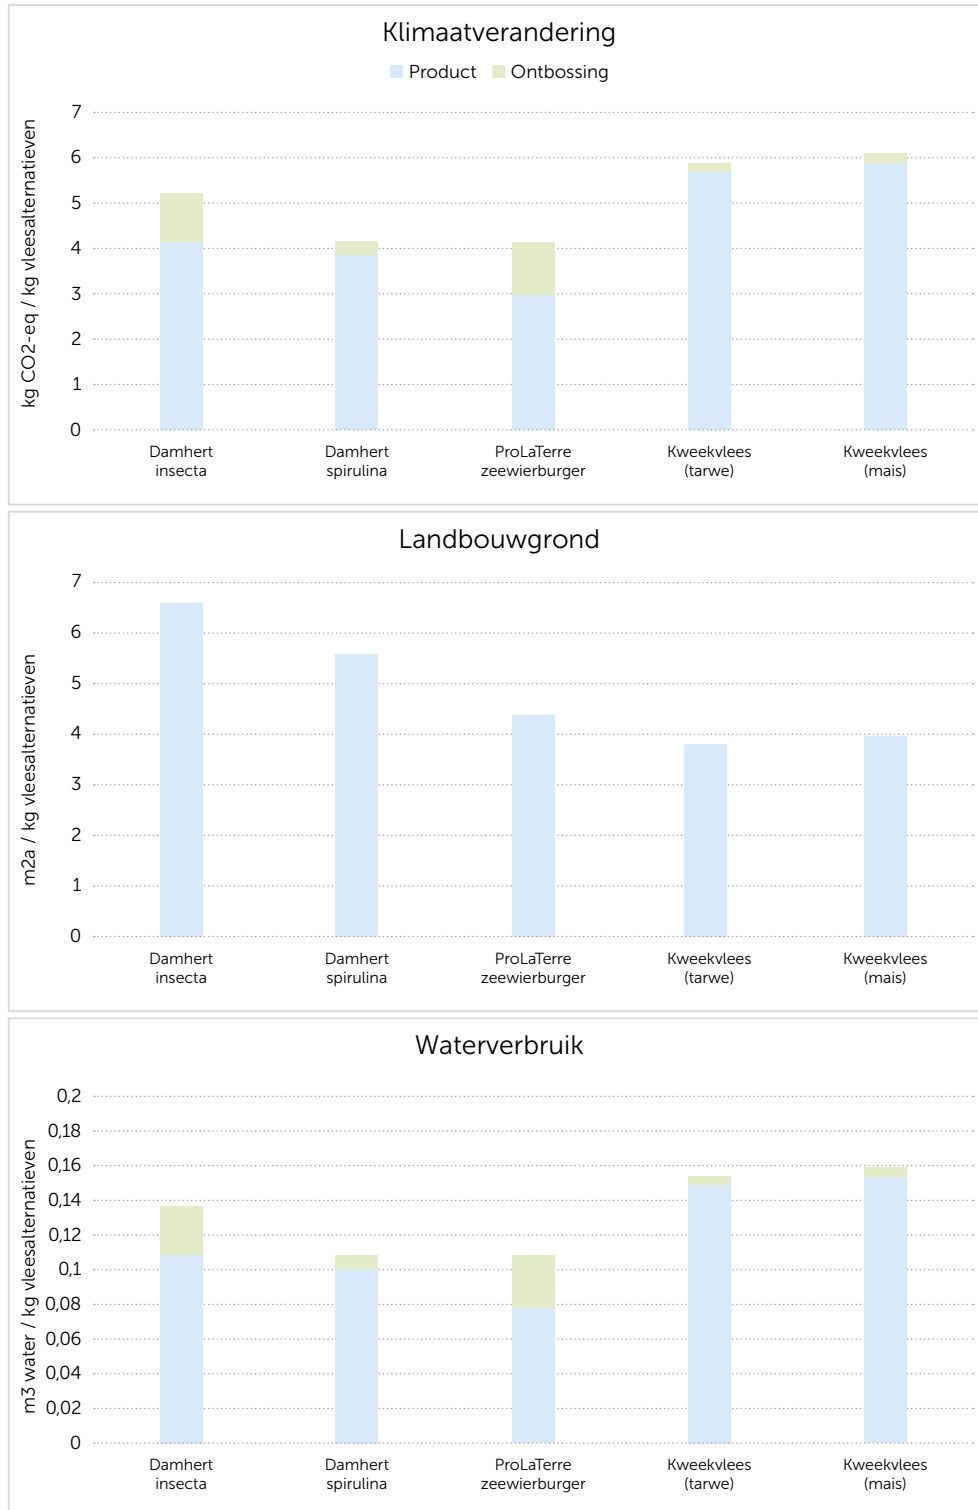 Klimaatverandering
Product Ontbossing
kg CO2-eq / kg vleesalternatieven
7
6
5
4
3
2
1
0
Damhert insecta
Damhert spirulina
ProLaTerre zeewierburger
Kweekvlees (tarwe)
Kweekvlees (mais)
Landbouwgrond
m2a / kg vleesalternatieven
7
6
5
4
3
2
1
0
Damhert insecta
Damhert spirulina
ProLaTerre zeewierburger
Kweekvlees (tarwe)
Kweekvlees (mais)
Waterverbruik
m3 water / kg vleesalternatieven
0,2
0,18
0,16
0,14
0,12
0,1
0,08
0,06
0,04
0,02
0
Damhert insecta
Damhert spirulina
ProLaTerre zeewierburger
Kweekvlees (tarwe)
Kweekvlees (mais)